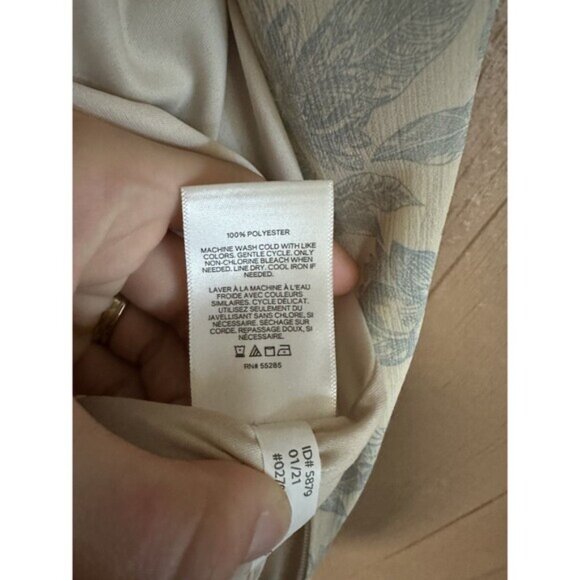 100% POLYESTER
MACHINE WASH COLD WITH LIKE
COLORS. GENTLE CYCLE. ONLY
NON-CHLORINE BLEACH WHEN
NEEDED. LINE DRY. COOL IRON IF
NEEDED.
LAVER À LA MACHINE À L'EAU
FROIDE AVEC COULEURS
SIMILAIRES. CYCLE DÉLICAT.
UTILISEZ SEULEMENT DU
JAVELLISANT SANS CHLORE, SI
NÉCESSAIRE. SÉCHAGE SUR
CORDE. REPASSAGE DOUX, SI
NÉCESSAIRE.
RN# 55285
ID# 5879
01/21